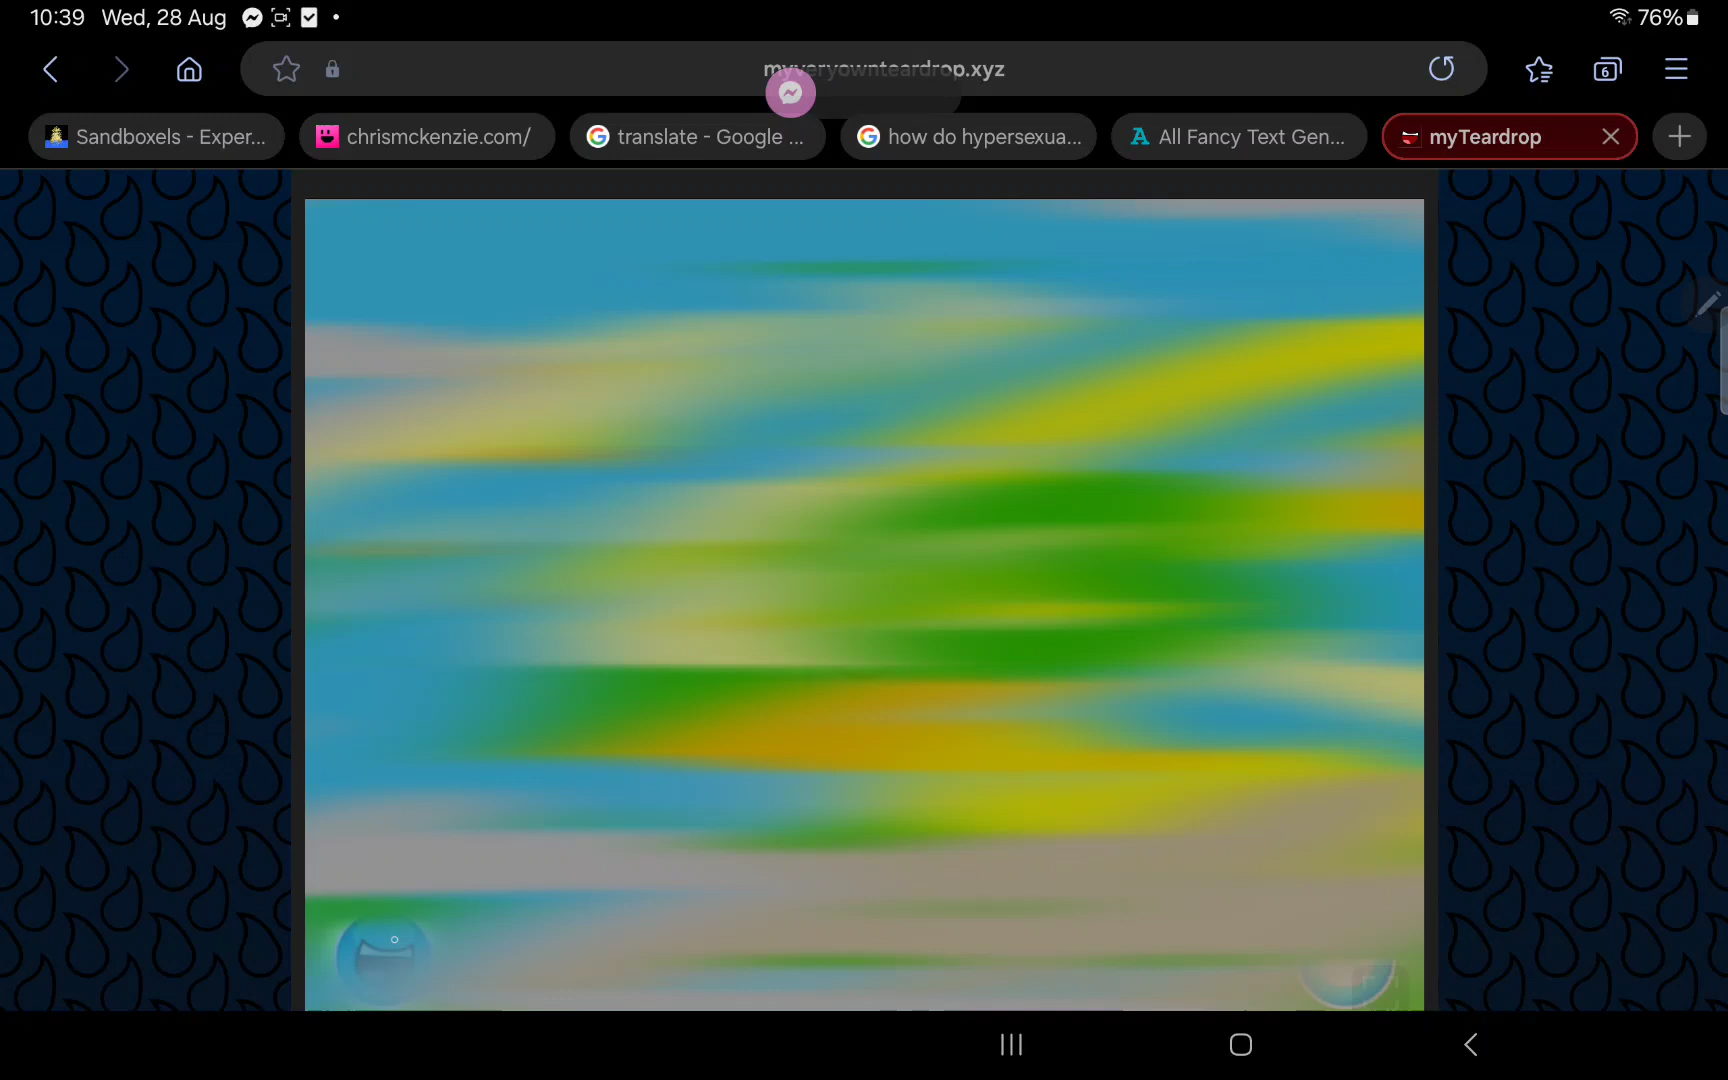 10:39 Wed, 28 Aug
76%
myveryownteardrop.xyz
6
Sandboxels - Exper...
chrismckenzie.com/
translate - Google ...
how do hypersexua...
All Fancy Text Gen...
myTeardrop